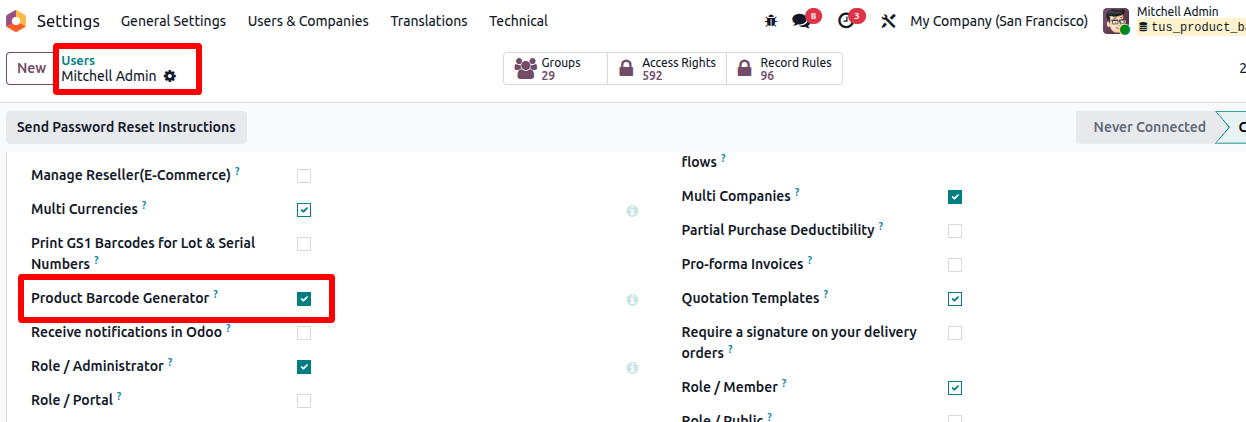 Settings General Settings Users & Companies Translations Technical 8 3 My Company (San Francisco) Mitchell Admin
tus_product_ba
New Users
Mitchell Admin
Groups 29 Access Rights 592 Record Rules 96
2
Send Password Reset Instructions Never Connected C
flows ?
Manage Reseller(E-Commerce) ?
Multi Companies ?
Multi Currencies ?
Partial Purchase Deductibility ?
Print GS1 Barcodes for Lot & Serial
Numbers ?
Pro-forma Invoices ?
Product Barcode Generator ?
Quotation Templates ?
Receive notifications in Odoo ?
Require a signature on your delivery
orders ?
Role / Administrator ?
Role / Member ?
Role / Portal ?
Role / Public ?